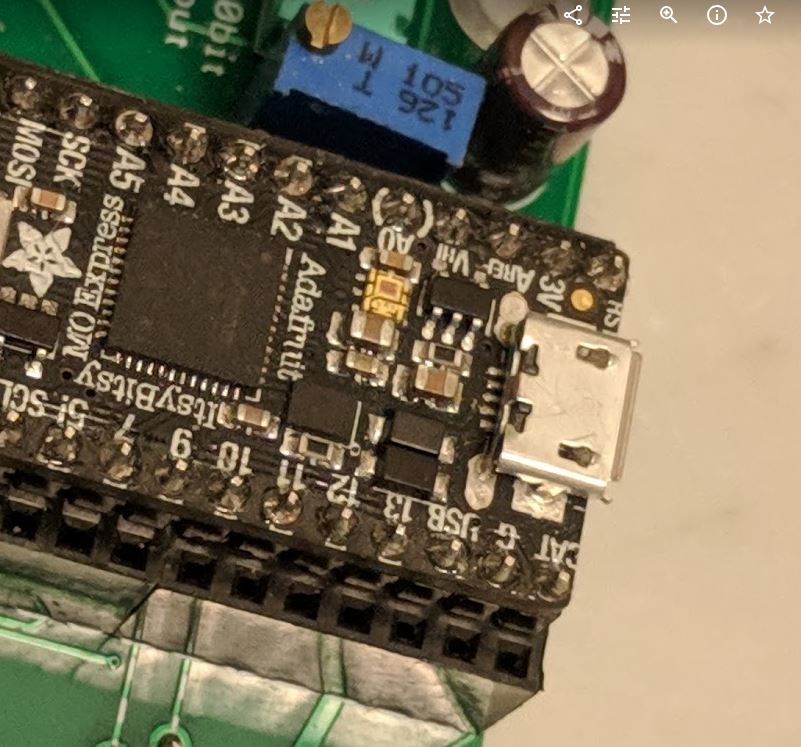 W 105
T 126
MOSI
SCK
A5
A4
A3
A2
A1
A0
VHI
AREF
3V
Adafruit
ItsyBitsy
M0 Express
SCL
5!
7
9
10
11
12
13
USB
G